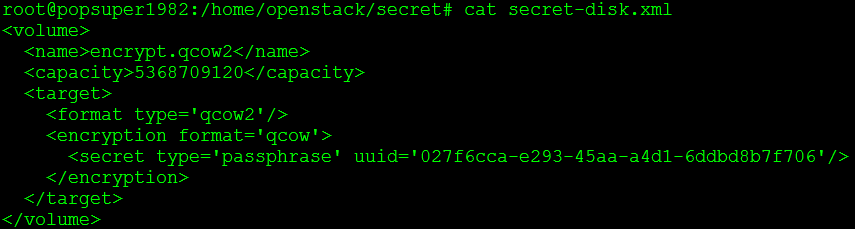 root@popsuper1982:/home/openstack/secret# cat secret-disk.xml
<volume>
  <name>encrypt.qcow2</name>
  <capacity>5368709120</capacity>
  <target>
    <format type='qcow2'/>
    <encryption format='qcow'>
      <secret type='passphrase' uuid='027f6cca-e293-45aa-a4d1-6ddbd8b7f706'/>
    </encryption>
  </target>
</volume>